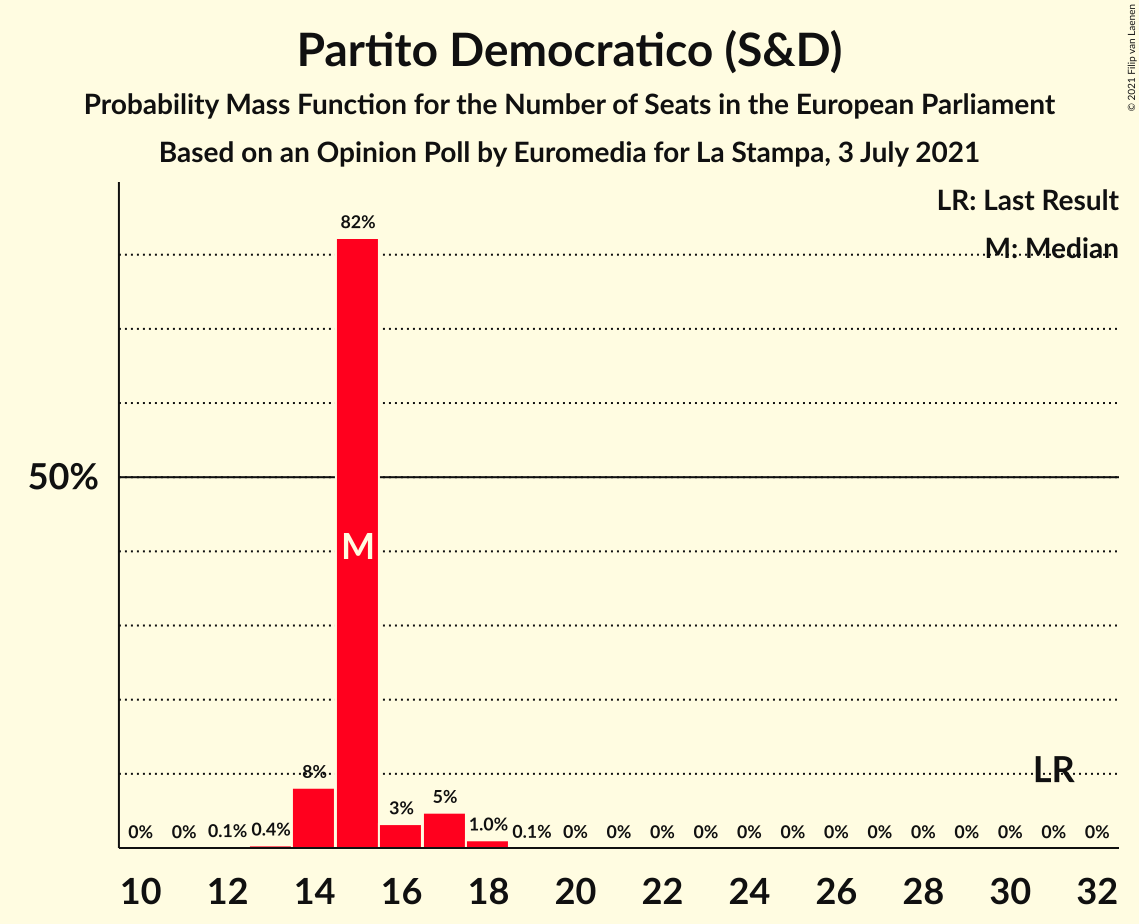 Partito Democratico (S&D)
Probability Mass Function for the Number of Seats in the European Parliament
Based on an Opinion Poll by Euromedia for La Stampa, 3 July 2021
© 2021 Filip van Laenen
LR: Last Result
M: Median
82%
50%
M
LR
8%
5%
3%
0% 0% 0.1% 0.4% 1.0% 0.1% 0% 0% 0% 0% 0% 0% 0% 0% 0% 0% 0% 0% 0%
10 12 14 16 18 20 22 24 26 28 30 32